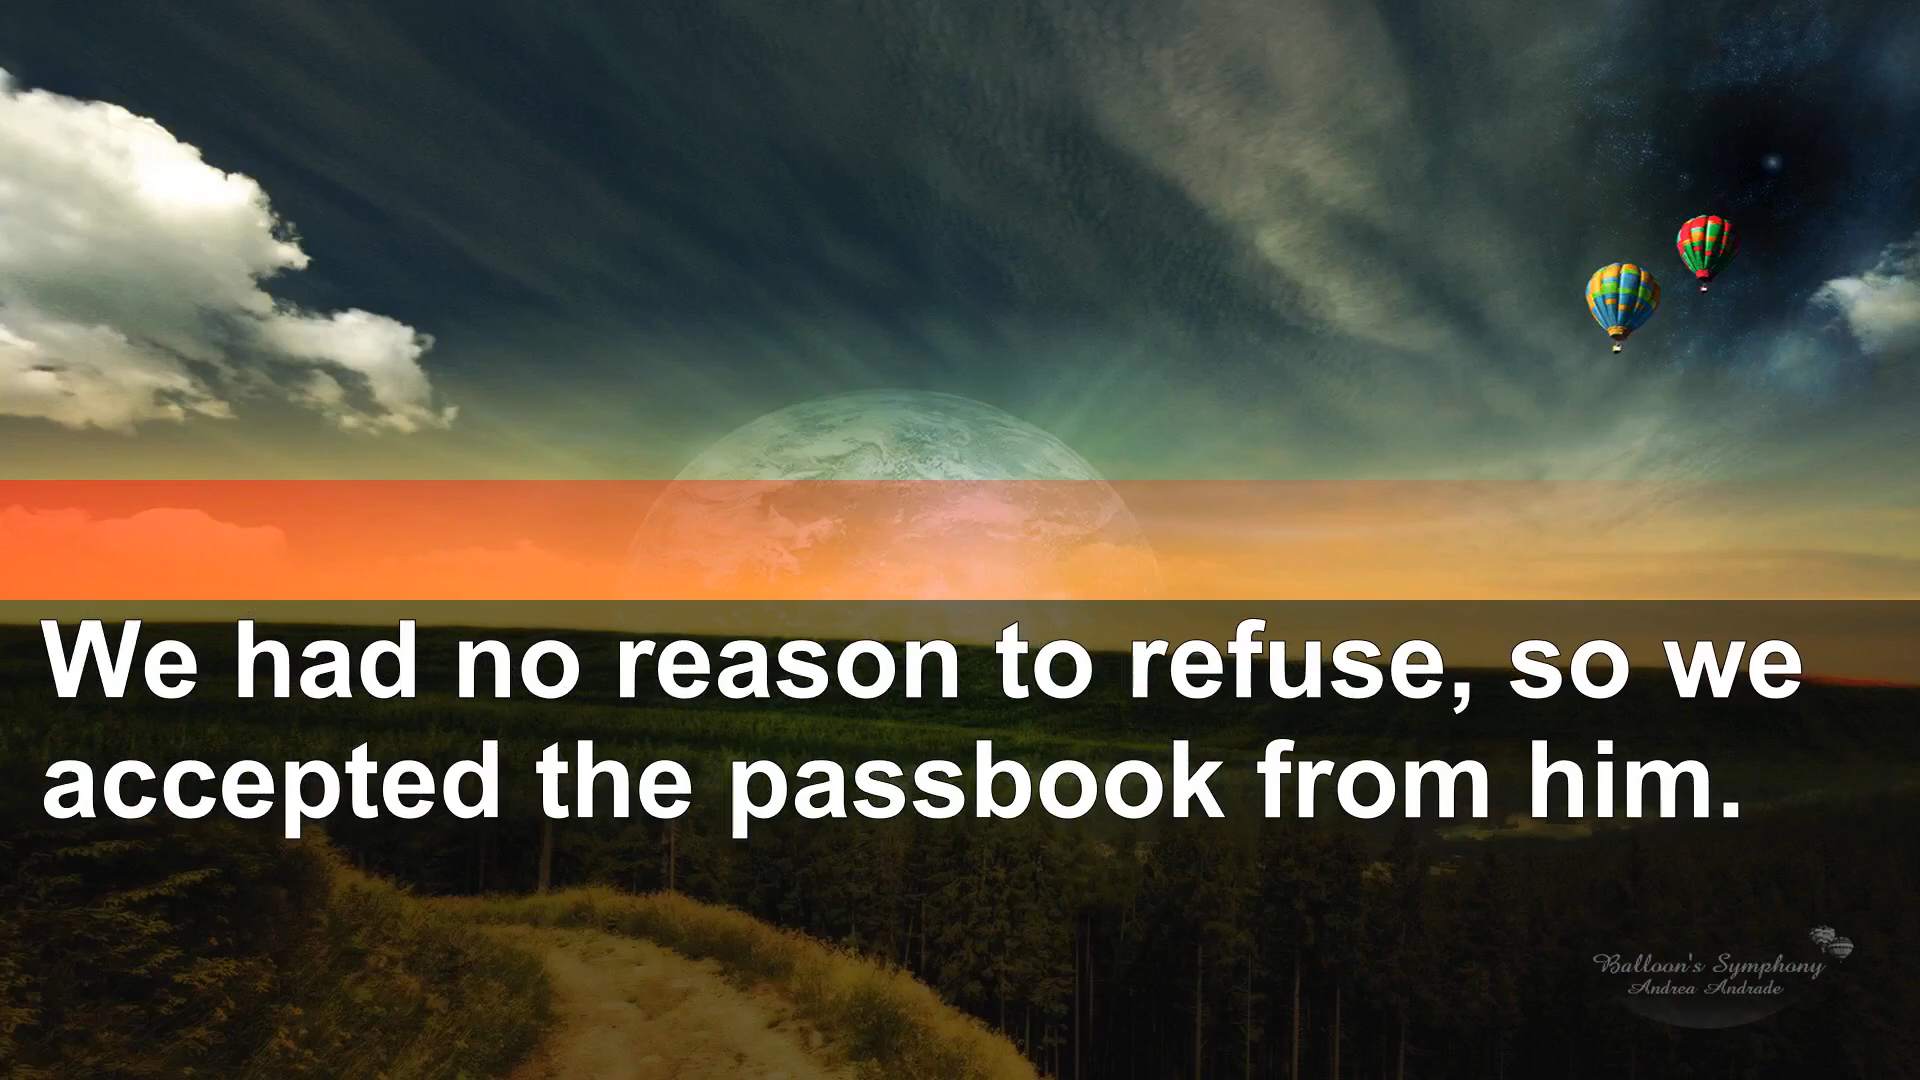 We had no reason to refuse, so we
accepted the passbook from him.
Balloon's Symphony
Andrea Andrade